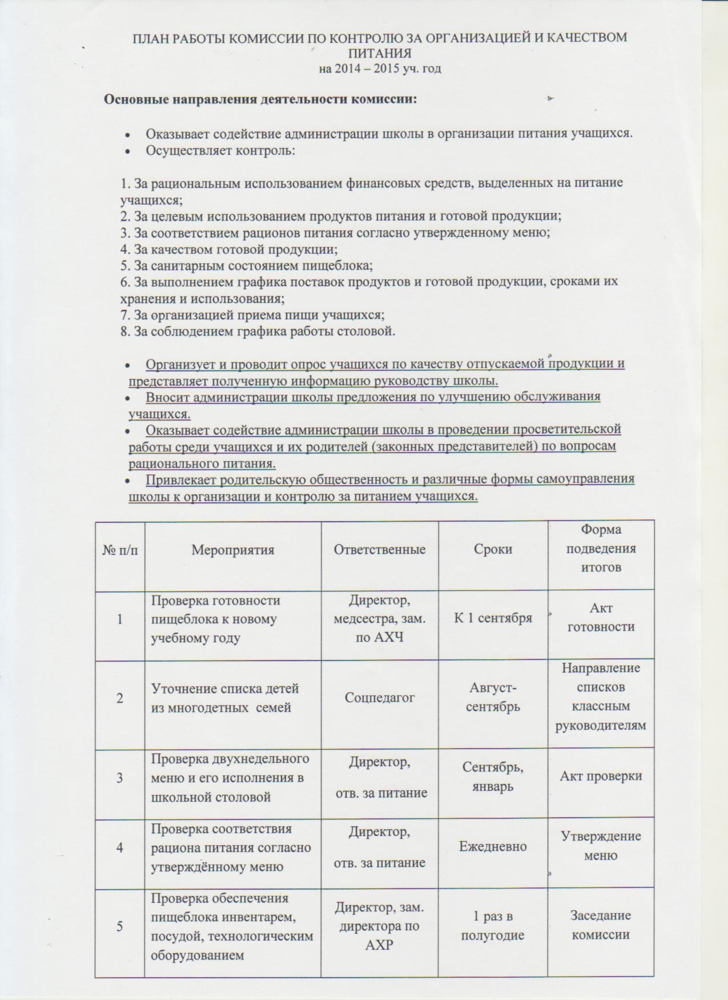 ПЛАН РАБОТЫ КОМИССИИ ПО КОНТРОЛЮ ЗА ОРГАНИЗАЦИЕЙ И КАЧЕСТВОМ
ПИТАНИЯ
на 2014 – 2015 уч. год
Основные направления деятельности комиссии:
• Оказывает содействие администрации школы в организации питания учащихся.
• Осуществляет контроль:
1. За рациональным использованием финансовых средств, выделенных на питание
учащихся;
2. За целевым использованием продуктов питания и готовой продукции;
3. За соответствием рационов питания согласно утвержденному меню;
4. За качеством готовой продукции;
5. За санитарным состоянием пищеблока;
6. За выполнением графика поставок продуктов и готовой продукции, сроками их
хранения и использования;
7. За организацией приема пищи учащихся;
8. За соблюдением графика работы столовой.
• Организует и проводит опрос учащихся по качеству отпускаемой продукции и
представляет полученную информацию руководству школы.
• Вносит администрации школы предложения по улучшению обслуживания
учащихся.
• Оказывает содействие администрации школы в проведении просветительской
работы среди учащихся и их родителей (законных представителей) по вопросам
рационального питания.
• Привлекает родительскую общественность и различные формы самоуправления
школы к организации и контролю за питанием учащихся.
№ п/п
Мероприятия
Ответственные
Сроки
Форма
подведения
итогов
1
Проверка готовности
пищеблока к новому
учебному году
Директор,
медсестра, зам.
по АХЧ
К 1 сентября
Акт
готовности
2
Уточнение списка детей
из многодетных семей
Соцпедагог
Август-
сентябрь
Направление
списков
классным
руководителям
3
Проверка двухнедельного
меню и его исполнения в
школьной столовой
Директор,
отв. за питание
Сентябрь,
январь
Акт проверки
4
Проверка соответствия
рациона питания согласно
утверждённому меню
Директор,
отв. за питание
Ежедневно
Утверждение
меню
5
Проверка обеспечения
пищеблока инвентарем,
посудой, технологическим
оборудованием
Директор, зам.
директора по
АХР
1 раз в
полугодие
Заседание
комиссии